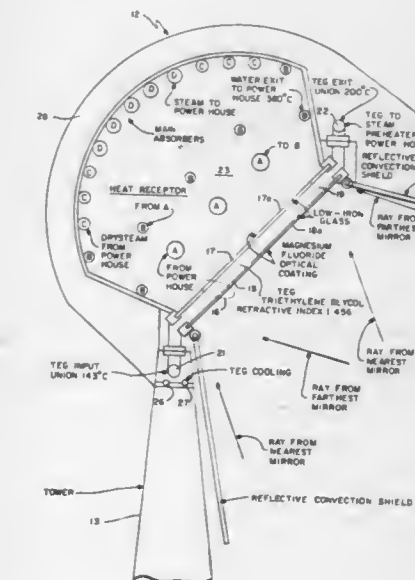 12
28
WATER EXIT
TO POWER
HOUSE 380°C
TEG EXIT
UNION 200°C
22
TEG TO
STEAM
PREHEATER
POWER HO
REFLECTIVE
CONVECTION
SHIELD
STEAM TO
POWER HOUSE
MAIN
ABSORBERS
C
C
C
C
C
C
C
D
D
D
D
D
D
B
B
B
B
B
B
B
B
TO B
A
23
A
A
HEAT RECEPTOR
FROM A
17a
19
RAY FROM
FARTHEST
MIRROR
LOW-IRON
GLASS
18a
DRYSTEAM
FROM
POWER
HOUSE
FROM
POWER
HOUSE
17
MAGNESIUM
FLUORIDE
OPTICAL
COATING
TEG
TRIETHYLENE GLYCOL
REFRACTIVE INDEX 1.456
RAY FROM
NEAREST
MIRROR
TEG INPUT
UNION 143°C
21
TEG COOLING
26
27
RAY FROM
FARTHEST
MIRROR
RAY FROM
NEAREST
MIRROR
TOWER
13
REFLECTIVE CONVECTION SHIELD